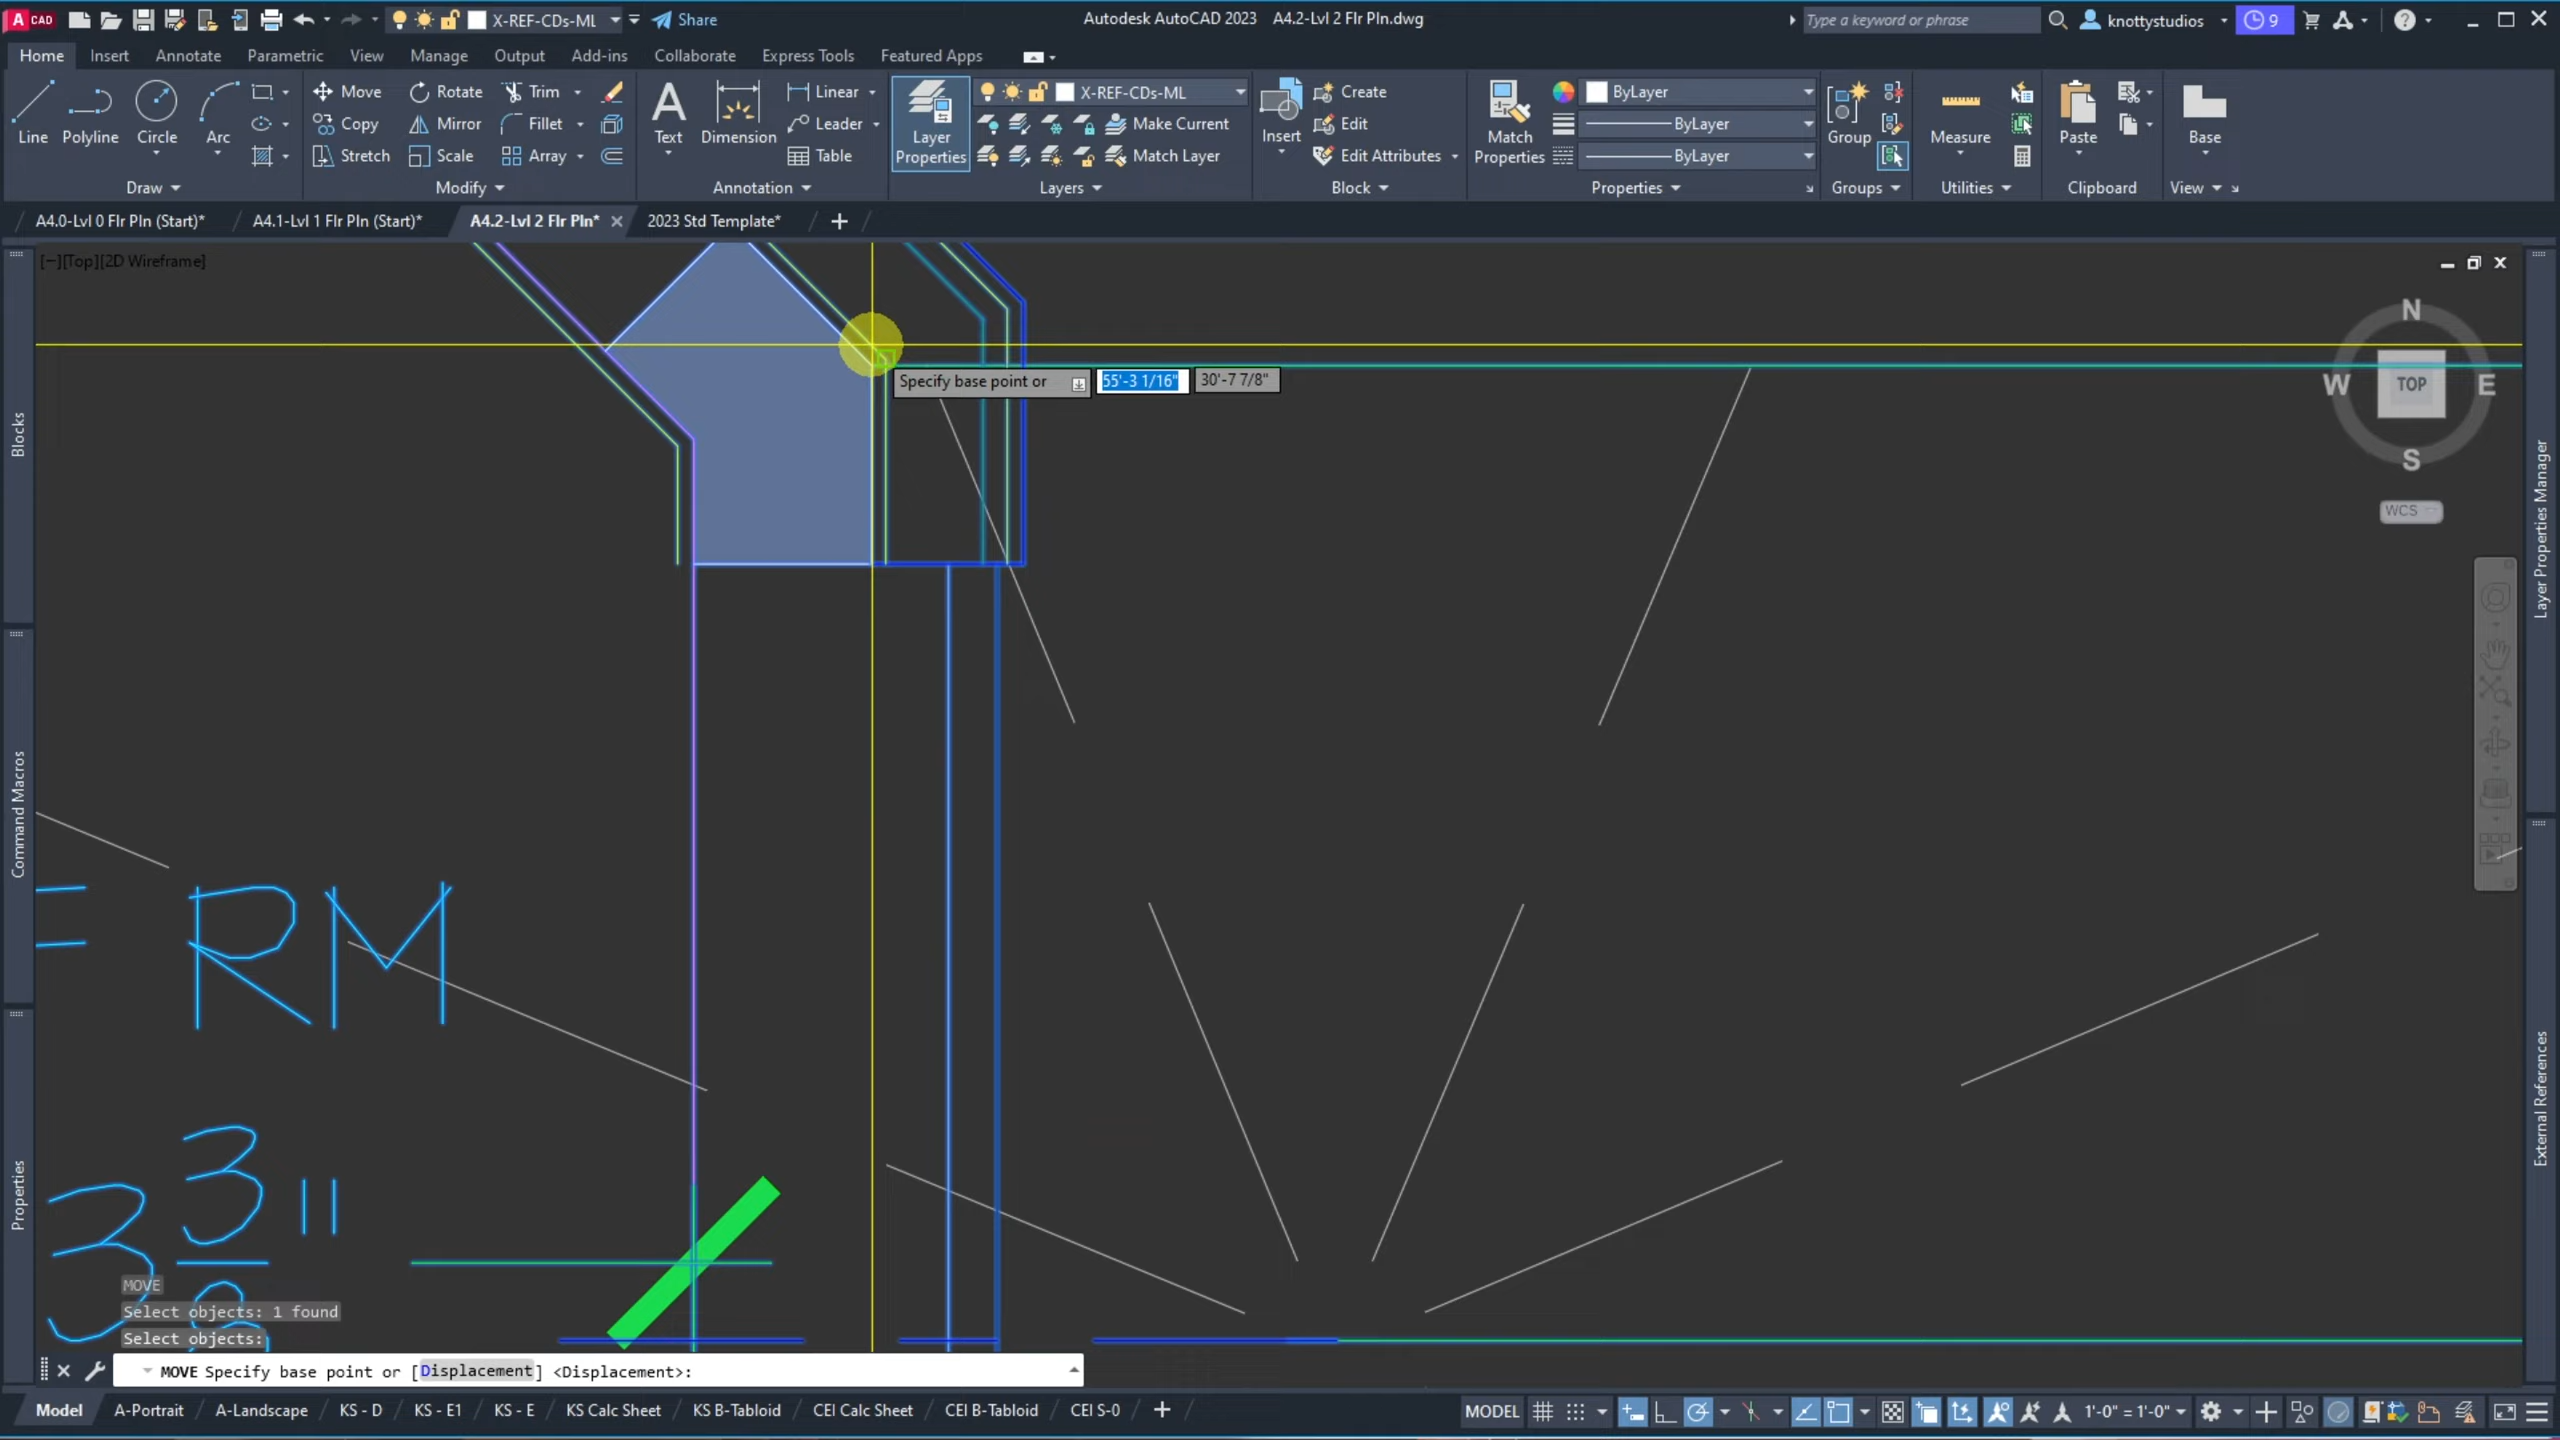 A CAD X-REF-CDs-ML Share Autodesk AutoCAD 2023 A4.2-Lvl 2 Flr Pln.dwg Type a keyword or phrase knottystudios 9
Home Insert Annotate Parametric View Manage Output Add-ins Collaborate Express Tools Featured Apps
Move Rotate Trim Linear X-REF-CDs-ML Create ByLayer
Copy Mirror Fillet Leader Make Current Edit ByLayer
Line Polyline Circle Arc Text Dimension Layer Properties Insert Match Properties Group Measure Paste Base
Stretch Scale Array Table Match Layer Edit Attributes ByLayer
Draw Modify Annotation Layers Block Properties Groups Utilities Clipboard View
A4.0-Lvl 0 Flr Pln (Start)* A4.1-Lvl 1 Flr Pln (Start)* A4.2-Lvl 2 Flr Pln* 2023 Std Template*
[−][Top][2D Wireframe]
N
W TOP E
S
WCS
Specify base point or 55'-3 1/16" 30'-7 7/8"
Blocks
Command Macros
Properties
Layer Properties Manager
External References
RM
3"
3
MOVE
Select objects: 1 found
Select objects:
MOVE Specify base point or [Displacement] <Displacement>:
Model A-Portrait A-Landscape KS - D KS - E1 KS - E KS Calc Sheet KS B-Tabloid CEI Calc Sheet CEI B-Tabloid CEI S-0 MODEL 1'-0" = 1'-0"